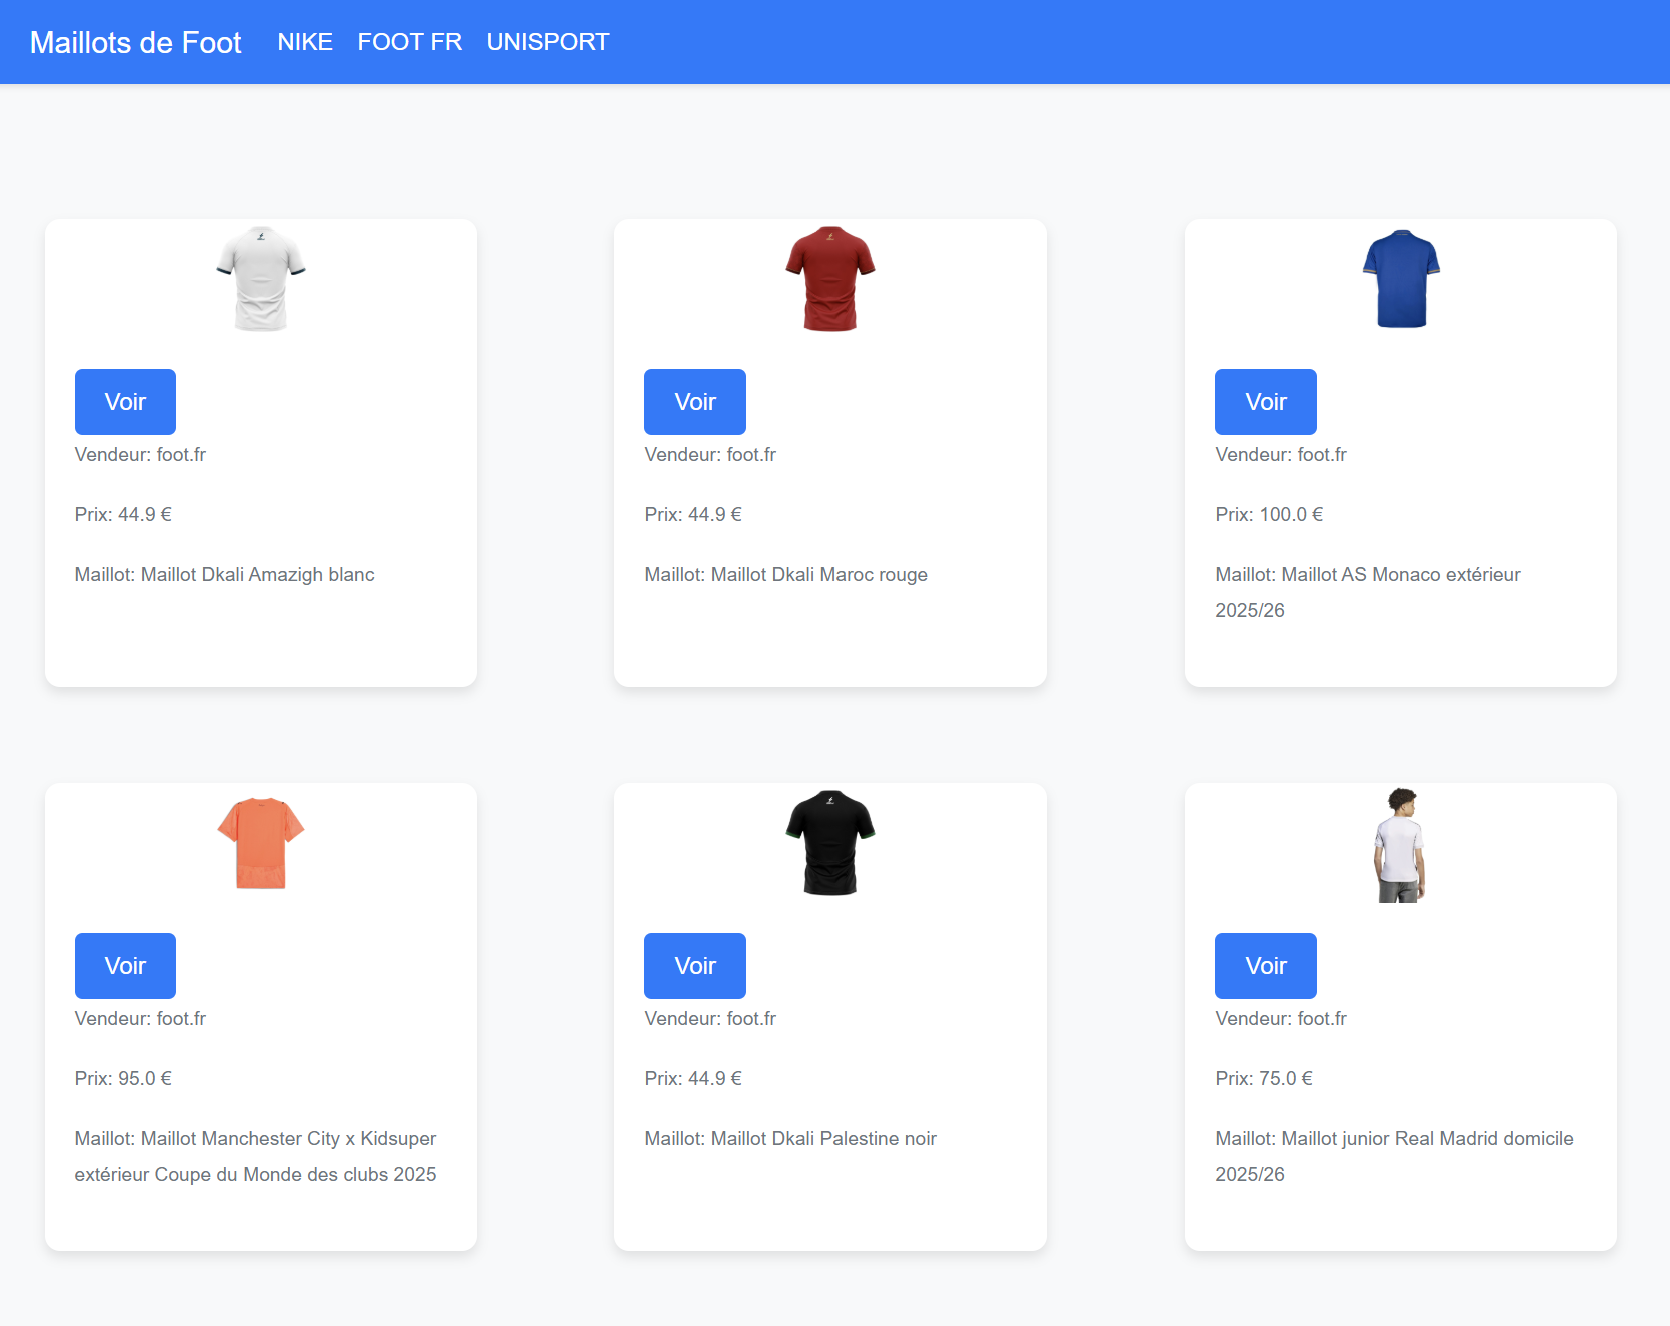 Maillots de Foot NIKE FOOT FR UNISPORT
Voir
Vendeur: foot.fr
Prix: 44.9 €
Maillot: Maillot Dkali Amazigh blanc
Voir
Vendeur: foot.fr
Prix: 44.9 €
Maillot: Maillot Dkali Maroc rouge
Voir
Vendeur: foot.fr
Prix: 100.0 €
Maillot: Maillot AS Monaco extérieur
2025/26
Voir
Vendeur: foot.fr
Prix: 95.0 €
Maillot: Maillot Manchester City x Kidsuper
extérieur Coupe du Monde des clubs 2025
Voir
Vendeur: foot.fr
Prix: 44.9 €
Maillot: Maillot Dkali Palestine noir
Voir
Vendeur: foot.fr
Prix: 75.0 €
Maillot: Maillot junior Real Madrid domicile
2025/26